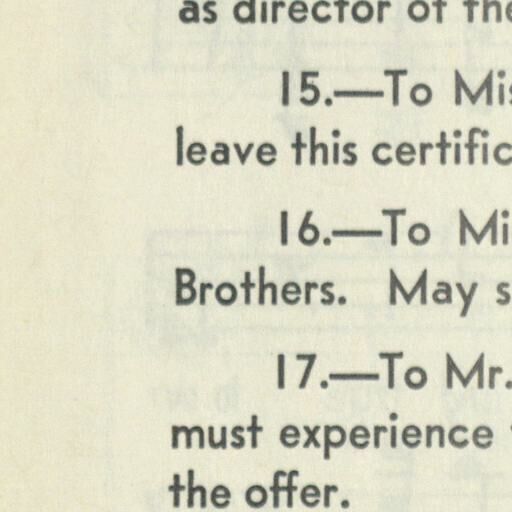 as director of the
15.—To Mis
leave this certific
16.—To Mi
Brothers. May s
17.—To Mr.
must experience
the offer.